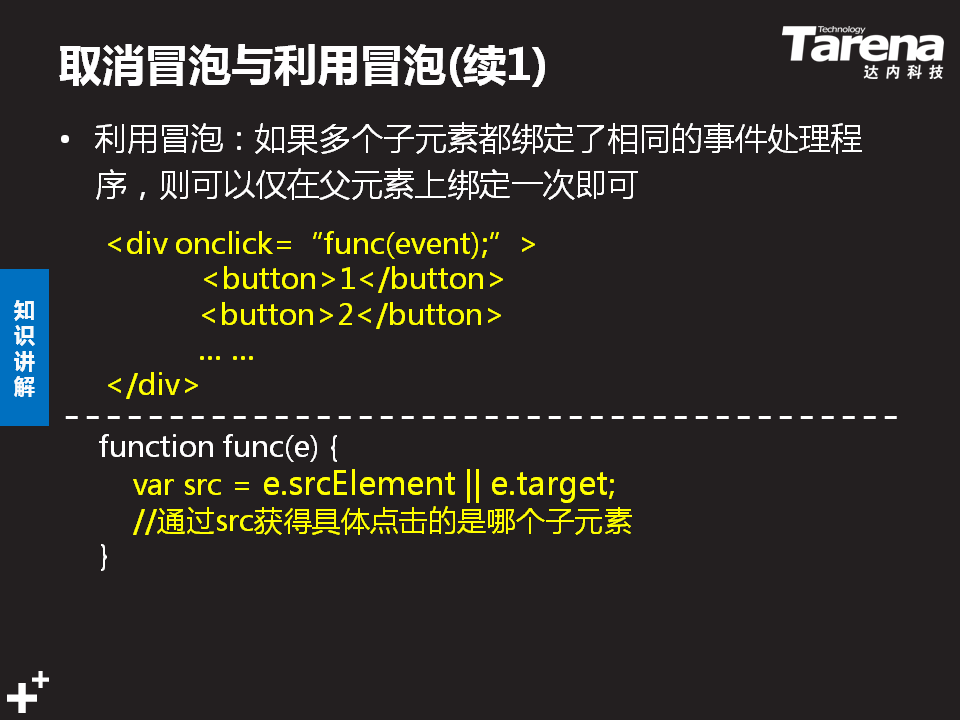 取消冒泡与利用冒泡(续1)
Technology
Tarena
达内科技
• 利用冒泡：如果多个子元素都绑定了相同的事件处理程
序，则可以仅在父元素上绑定一次即可
<div onclick=“func(event);”>
<button>1</button>
<button>2</button>
... ...
</div>
知识讲解
function func(e) {
var src = e.srcElement || e.target;
//通过src获得具体点击的是哪个子元素
}